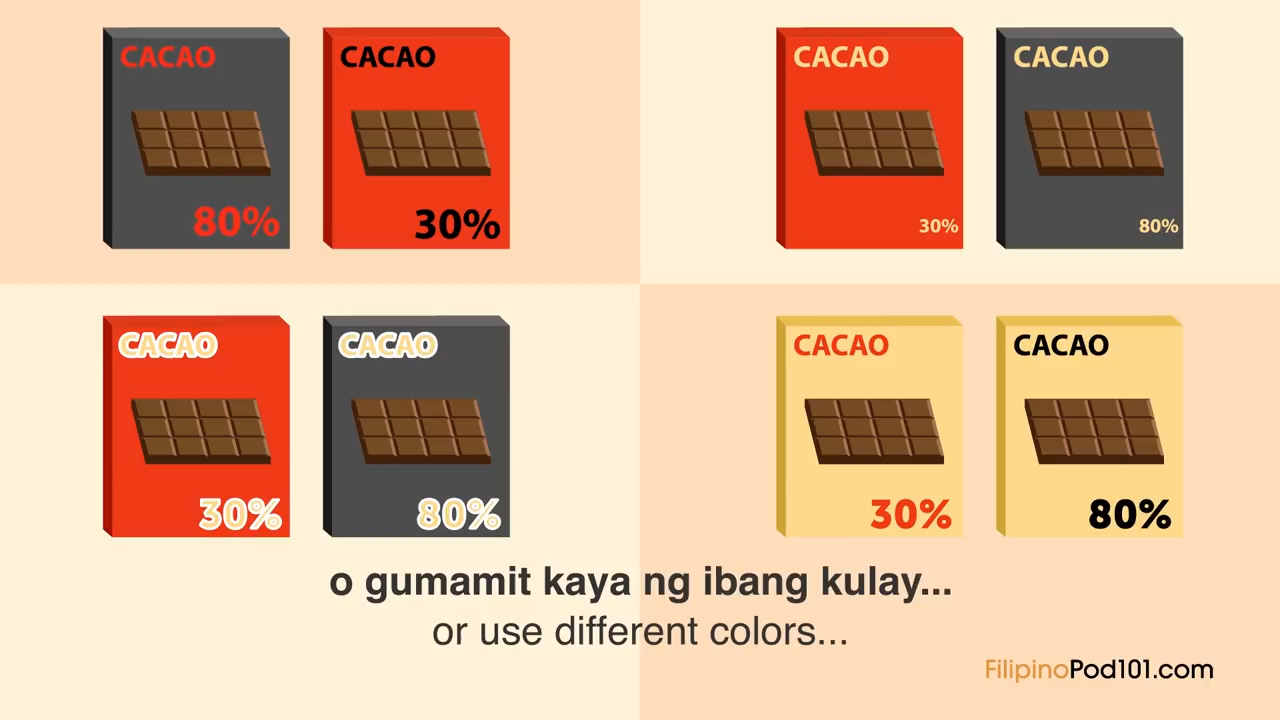 CACAO
80%
CACAO
30%
CACAO
30%
CACAO
80%
CACAO
30%
CACAO
80%
CACAO
30%
CACAO
80%
o gumamit kaya ng ibang kulay...
or use different colors...
FilipinoPod101.com